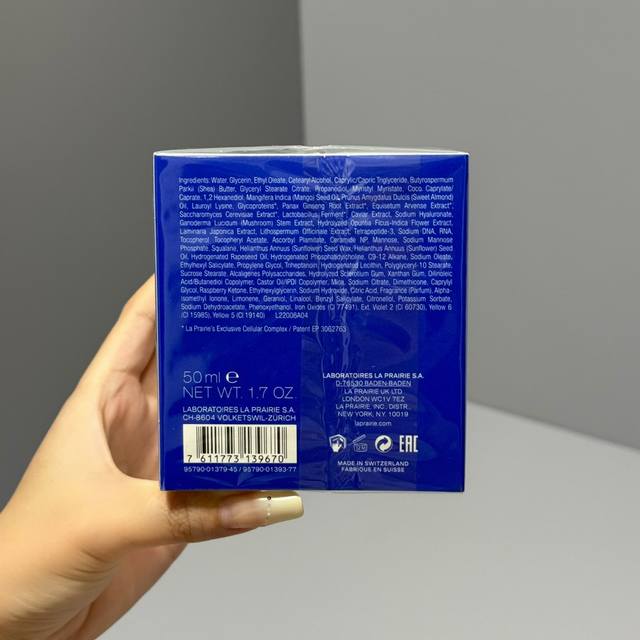 Ingredients: Water, Glycerin, Ethyl Oleate, Cetearyl Alcohol, Caprylic/Capric Triglyceride, Butyrospermum
Parkii (Shea) Butter, Glyceryl Stearate Citrate, Propanediol, Myristyl Myristate, Coco, Caprylate/
Caprate, 1,2 Hexanediol, Mangifera Indica (Mango) Seed Oil, Prunus Amygdalus Dulcis (Sweet Almond)
Oil, Lauroyl Lysine, Glycoproteins*, Panax Ginseng Root Extract*, Equisetum Arvense Extract*,
Saccharomyces Cerevisiae Extract*, Lactobacillus Ferment*, Caviar Extract, Sodium Hyaluronate,
Ganoderma Lucidum (Mushroom) Stem Extract, Hydrolyzed Opuntia Ficus-Indica Flower Extract,
Laminaria Japonica Extract, Lithospermum Officinale Extract, Tetrapeptide-3, Sodium DNA, RNA,
Tocopherol, Tocopheryl Acetate, Ascorbyl Palmitate, Ceramide NP, Mannose, Sodium Mannose
Phosphate, Squalane, Helianthus Annuus (Sunflower) Seed Wax, Helianthus Annuus (Sunflower) Seed
Oil, Hydrogenated Rapeseed Oil, Hydrogenated Phosphatidylcholine, C9-12 Alkane, Sodium Oleate,
Ethylhexyl Salicylate, Propylene Glycol, Triheptanoin, Hydrogenated Lecithin, Polyglyceryl-10 Stearate,
Sucrose Stearate, Alcaligenes Polysaccharides, Hydrolyzed Sclerotium Gum, Xanthan Gum, Dilinoleic
Acid/Butanediol Copolymer, Castor Oil/IPDI Copolymer, Mica, Sodium Citrate, Dimethicone, Caprylyl
Glycol, Raspberry Ketone, Ethylhexylglycerin, Sodium Hydroxide, Citric Acid, Fragrance (Parfum), Alpha-
Isomethyl Ionone, Limonene, Geraniol, Linalool, Benzyl Salicylate, Citronellol, Potassium Sorbate,
Sodium Dehydroacetate, Phenoxyethanol, Iron Oxides (CI 77491), Ext. Violet 2 (CI 60730), Yellow 6
(CI 15985), Yellow 5 (CI 19140) L22006A04
* La Prairie's Exclusive Cellular Complex / Patent EP 3062763
50 ml e
NET WT. 1.7 OZ.
LABORATOIRES LA PRAIRIE S.A.
CH-8604 VOLKETSWIL-ZÜRICH
7 611773 139670
95790-01379-45 / 95790-01393-77
LABORATOIRES LA PRAIRIE S.A.
D-76530 BADEN-BADEN
LA PRAIRIE UK LTD
LONDON WC1V 7EZ
LA PRAIRIE, INC., DISTR.
NEW YORK, N.Y. 10019
laprairie.com
EAC
MADE IN SWITZERLAND
FABRIQUÉ EN SUISSE